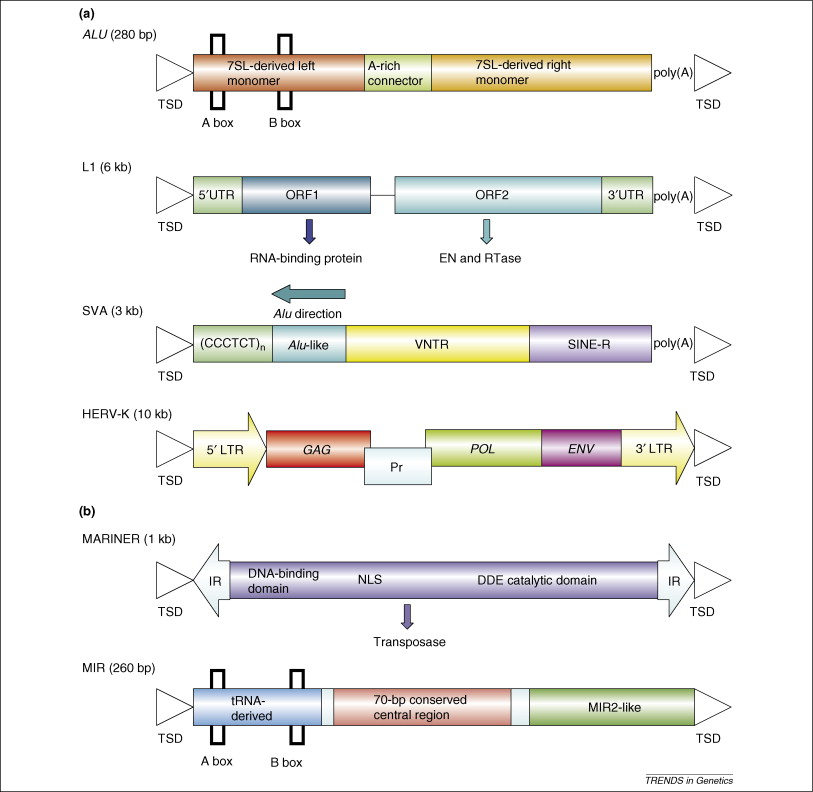 (a)
ALU (280 bp)
7SL-derived left
monomer
A-rich
connector
7SL-derived right
monomer
poly(A)
TSD
TSD
A box
B box
L1 (6 kb)
5′UTR
ORF1
ORF2
3′UTR
poly(A)
TSD
TSD
RNA-binding protein
EN and RTase
Alu direction
SVA (3 kb)
(CCCTCT)n
Alu-like
VNTR
SINE-R
poly(A)
TSD
TSD
HERV-K (10 kb)
5′ LTR
GAG
Pr
POL
ENV
3′ LTR
TSD
TSD
(b)
MARINER (1 kb)
IR
DNA-binding
domain
NLS
DDE catalytic domain
IR
TSD
TSD
Transposase
MIR (260 bp)
tRNA-
derived
70-bp conserved
central region
MIR2-like
TSD
TSD
A box
B box
TRENDS in Genetics